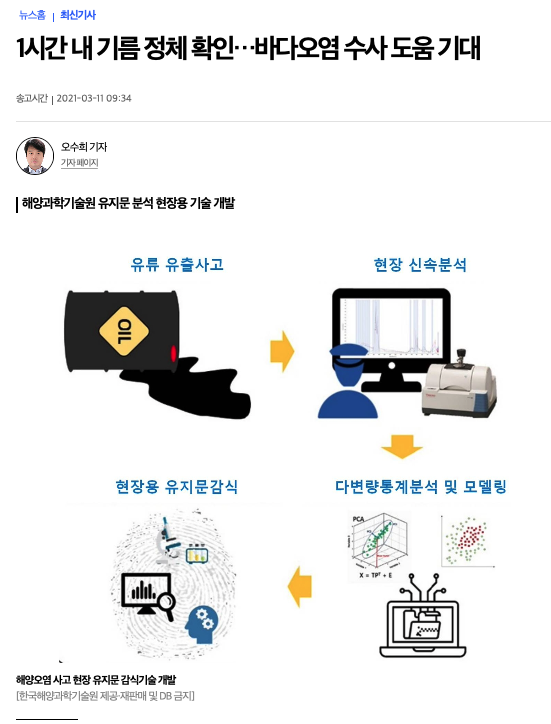 뉴스홈 | 최신기사
1시간 내 기름 정체 확인…바다오염 수사 도움 기대
송고시간 | 2021-03-11 09:34
오수희 기자
기자 페이지
해양과학기술원 유지문 분석 현장용 기술 개발
유류 유출사고
현장 신속분석
OIL
현장용 유지문감식
다변량통계분석 및 모델링
PCA
X = TPᵀ + E
해양오염 사고 현장 유지문 감식기술 개발
[한국해양과학기술원 제공·재판매 및 DB 금지]